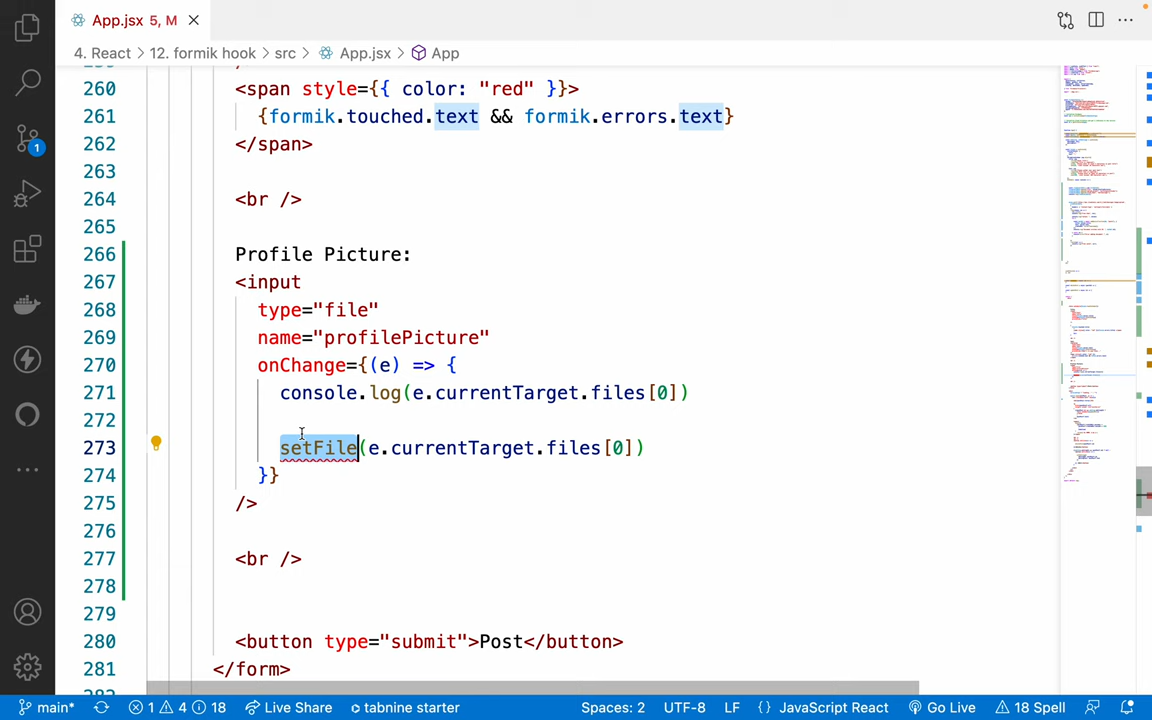 App.jsx 5, M
4. React > 12. formik hook > src > App.jsx > App
260 <span style={{ color: "red" }}>
261 {formik.touched.text && formik.errors.text}
262 </span>
263
264 <br />
265
266 Profile Picture:
267 <input
268 type="file"
269 name="profilePicture"
270 onChange={(e) => {
271 console.log(e.currentTarget.files[0])
272
273 setFile(e.currentTarget.files[0])
274 }}
275 />
276
277 <br />
278
279
280 <button type="submit">Post</button>
281 </form>
1
main* 1 4 18 Live Share tabnine starter Spaces: 2 UTF-8 LF {} JavaScript React Go Live 18 Spell